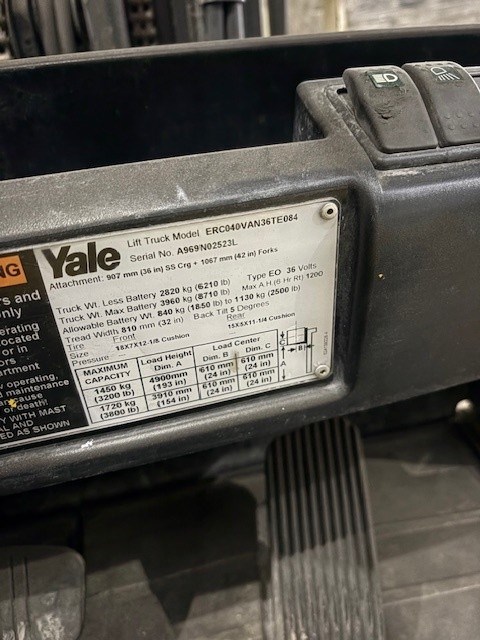 NG
ers and
only
erating
located
or in
ors
artment
operating,
d maintenance
cause
or death!
Y WITH MAST
AL AND
ED AS SHOWN
Yale
Lift Truck Model ERC040VAN36TE084
Serial No. A969N02523L
Attachment: 907 mm (36 in) SS Crg + 1067 mm (42 in) Forks
Truck Wt. Less Battery 2820 kg (6210 lb) Type EO 36 Volts
Truck Wt. Max Battery 3960 kg (8710 lb) Max A.H.(6 Hr Rt) 1200
Allowable Battery Wt. 840 kg (1850 lb) to 1130 kg (2500 lb)
Tread Width 810 mm (32 in) Back Tilt 5 Degrees
Tire Front Rear
Size 18X7X12-1/8 Cushion 15X5X11-1/4 Cushion
Pressure
MAXIMUM CAPACITY Load Height Dim. A Load Center Dim. B Dim. C
1450 kg (3200 lb) 4900mm (193 in) 610 mm (24 in) 610 mm (24 in)
1720 kg (3800 lb) 3910 mm (154 in) 610 mm (24 in) 610 mm (24 in)
C
B
A